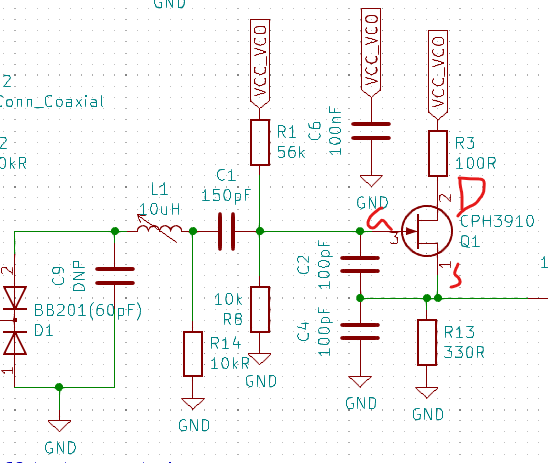 GND
VCC_VCO
VCC_VCO
VCC_VCO
2
Conn_Coaxial
2
0kR
R1
56k
C6
100nF
R3
100R
GND
D
2
G
3
CPH3910
Q1
1
S
L1
10uH
C1
150pF
C2
100pF
2
C9
DNP
BB201(60pF)
D1
1
10k
R8
GND
C4
100pF
R13
330R
1
R14
10kR
GND
GND
GND
GND